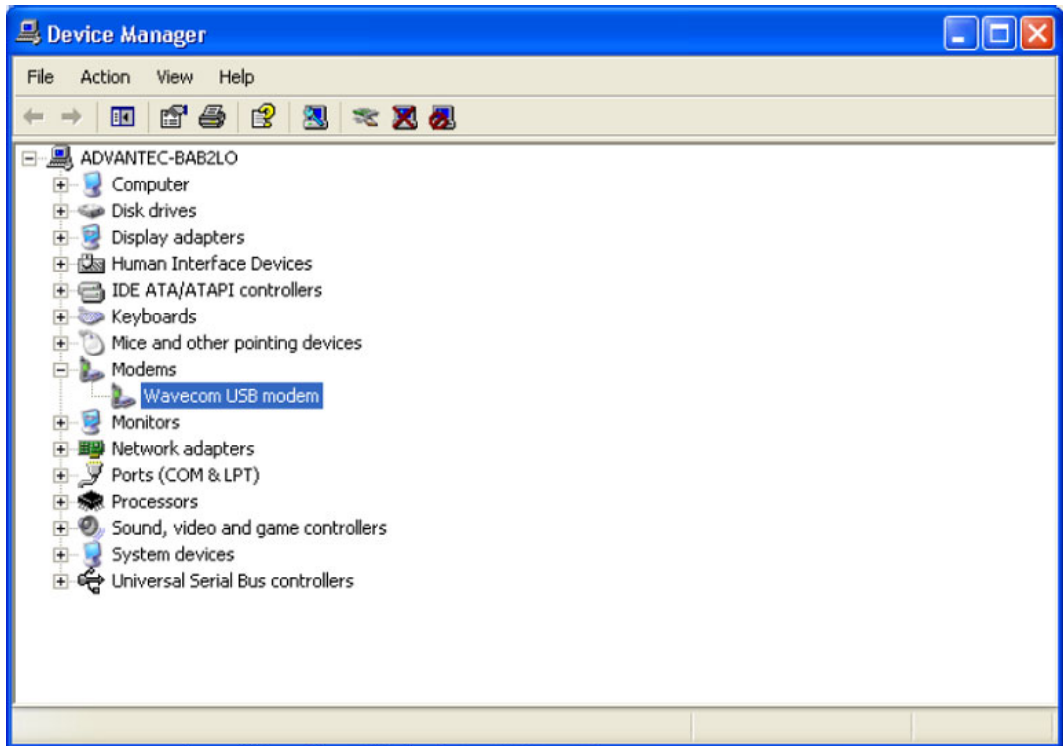 Device Manager
File Action View Help
ADVANTEC-BAB2LO
Computer
Disk drives
Display adapters
Human Interface Devices
IDE ATA/ATAPI controllers
Keyboards
Mice and other pointing devices
Modems
Wavecom USB modem
Monitors
Network adapters
Ports (COM & LPT)
Processors
Sound, video and game controllers
System devices
Universal Serial Bus controllers